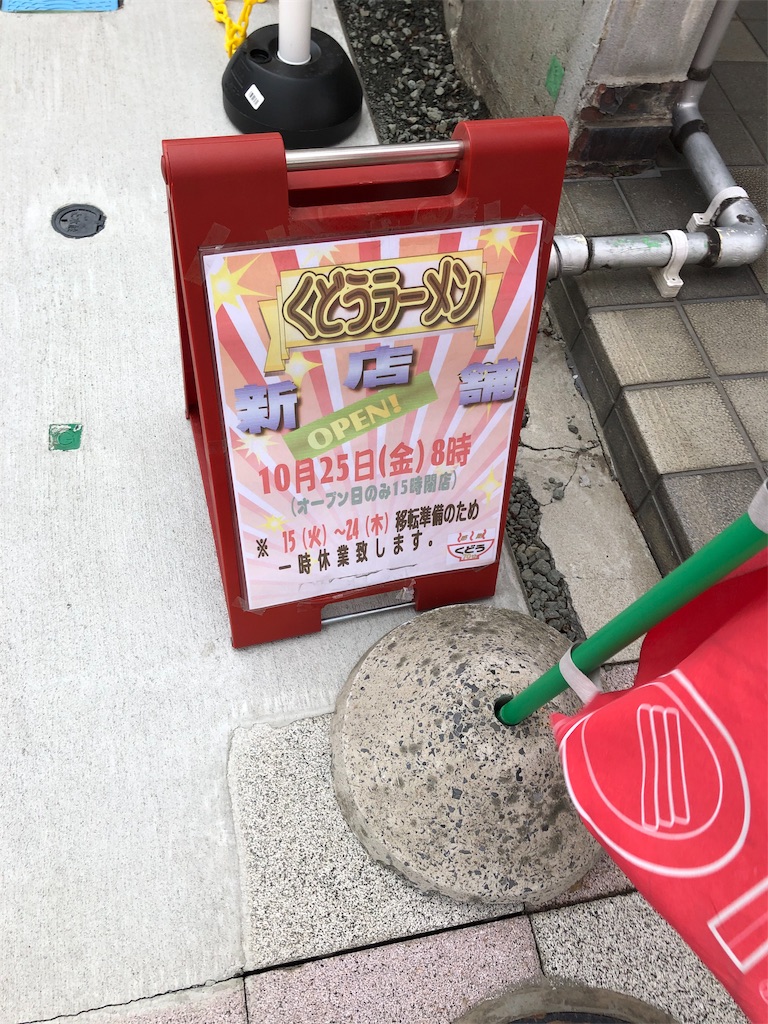 くどうラーメン
新店舗
OPEN!
10月25日(金) 8時
(オープン日のみ15時閉店)
※ 15(火)～24(木) 移転準備のため
一時休業致します。
くどう